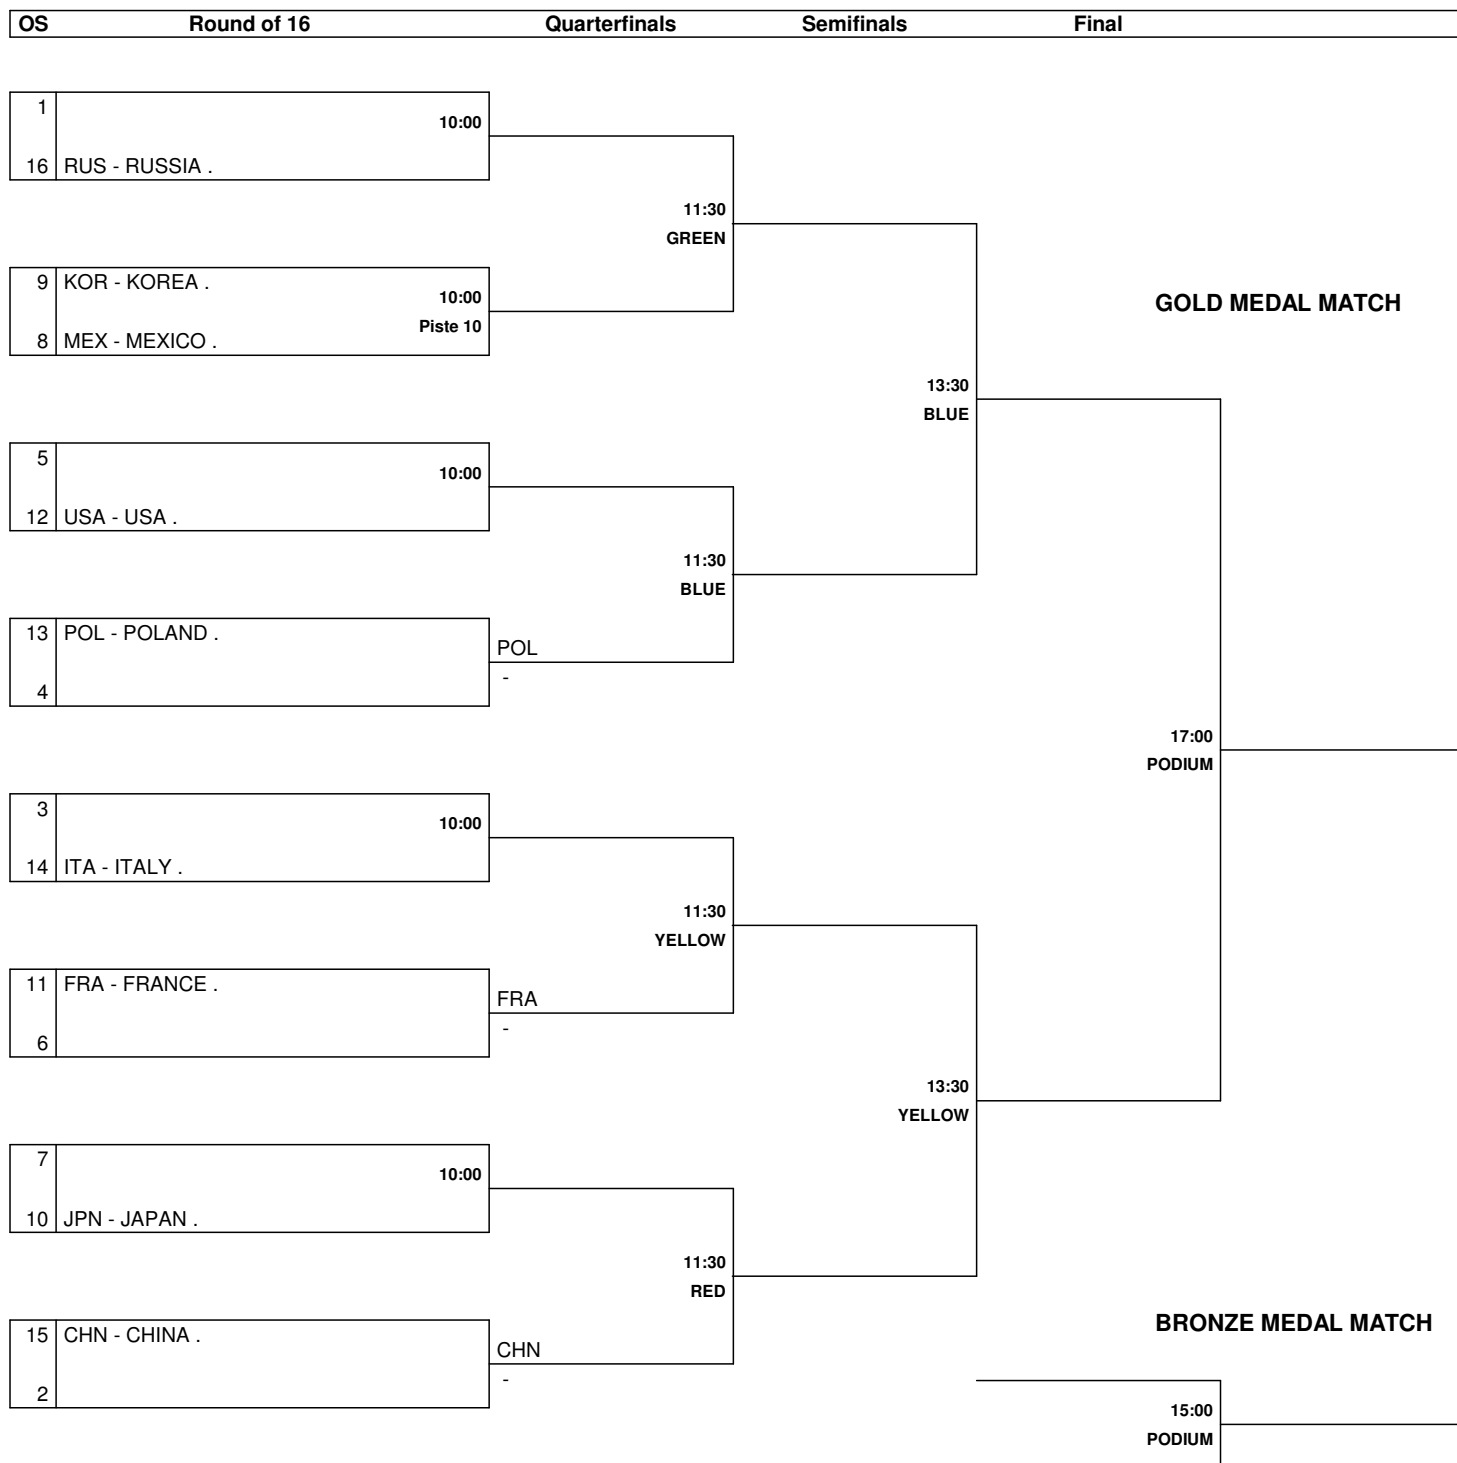 OS Round of 16 Quarterfinals Semifinals Final
1
10:00
16 RUS - RUSSIA .
11:30
GREEN
9 KOR - KOREA .
10:00
GOLD MEDAL MATCH
Piste 10
8 MEX - MEXICO .
13:30
BLUE
5
10:00
12 USA - USA .
11:30
BLUE
13 POL - POLAND .
POL
-
4
17:00
PODIUM
3
10:00
14 ITA - ITALY .
11:30
YELLOW
11 FRA - FRANCE .
FRA
-
6
13:30
YELLOW
7
10:00
10 JPN - JAPAN .
11:30
RED
BRONZE MEDAL MATCH
15 CHN - CHINA .
CHN
-
2
15:00
PODIUM